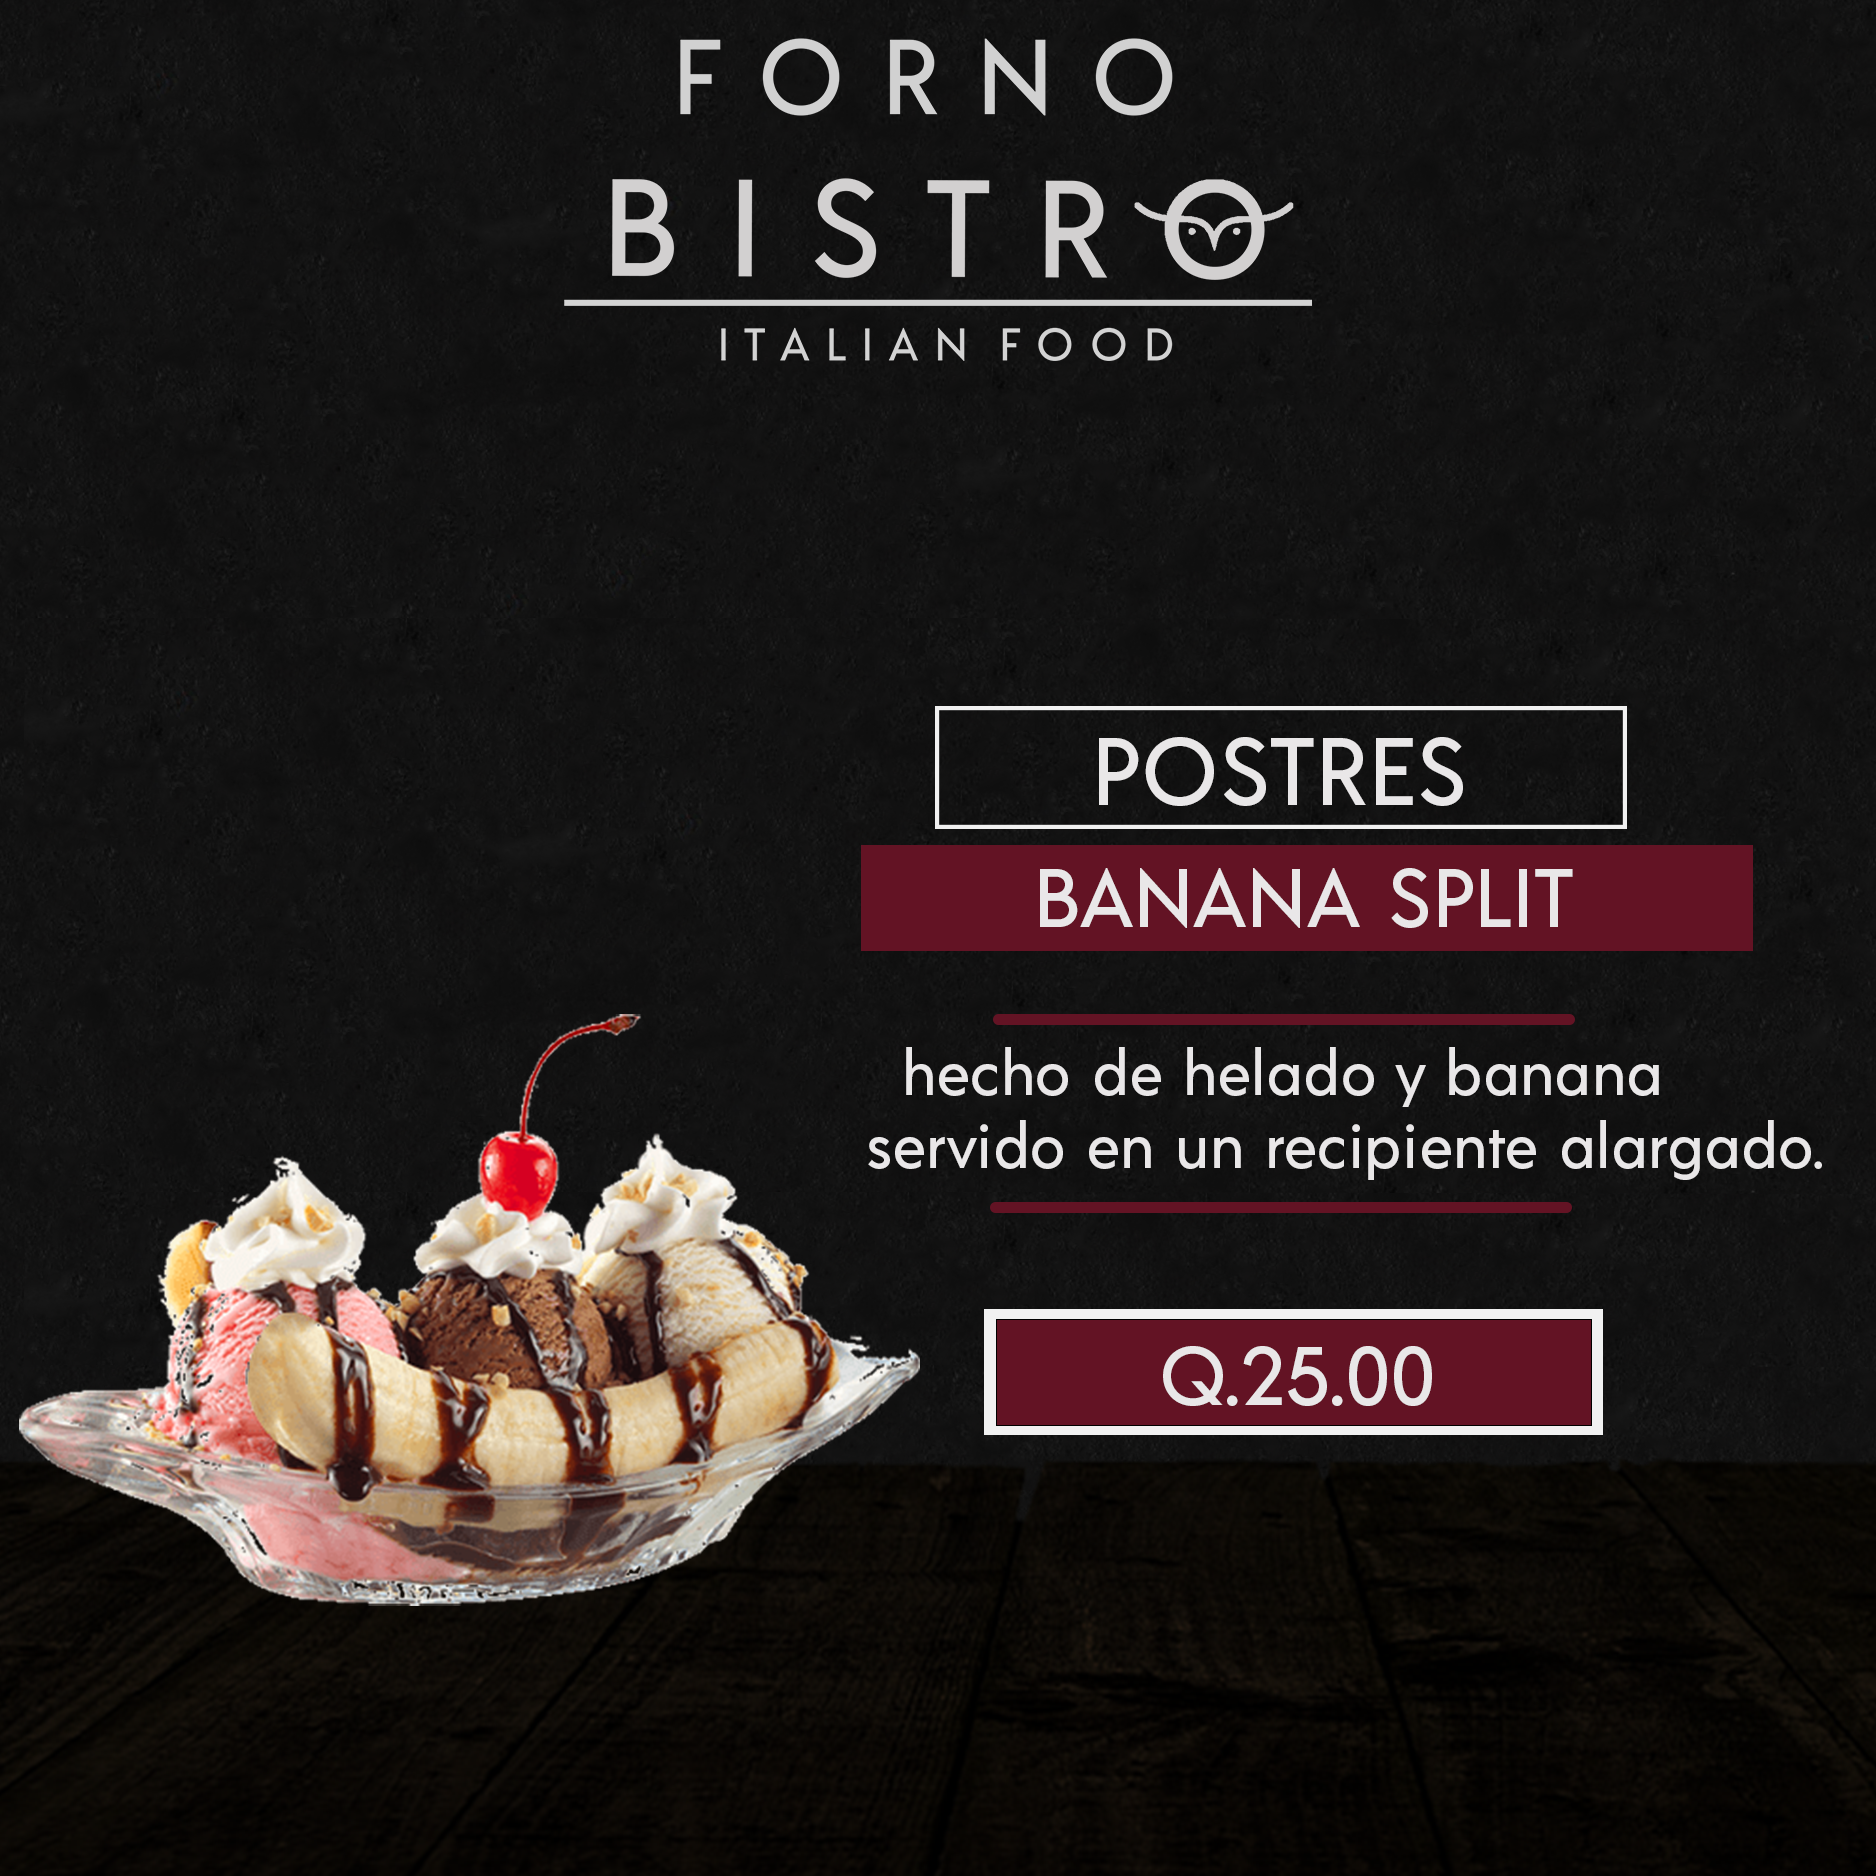 FORNO
BISTRO
ITALIAN FOOD
POSTRES
BANANA SPLIT
hecho de helado y banana
servido en un recipiente alargado.
Q.25.00